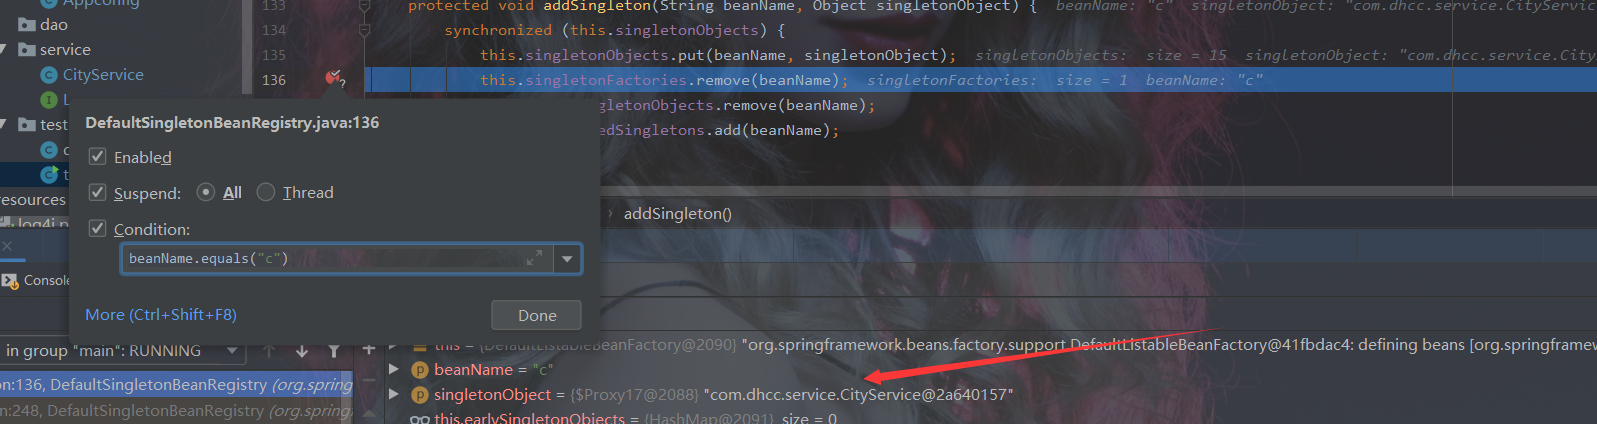 Appconfig
133 protected void addSingleton(String beanName, Object singletonObject) { beanName: "c" singletonObject: "com.dhcc.service.CityServic
dao
134 synchronized (this.singletonObjects) {
service
135 this.singletonObjects.put(beanName, singletonObject); singletonObjects: size = 15 singletonObject: "com.dhcc.service.City
CityService
136 this.singletonFactories.remove(beanName); singletonFactories: size = 1 beanName: "c"
L
ngletonObjects.remove(beanName);
test
edSingletons.add(beanName);
DefaultSingletonBeanRegistry.java:136
Enabled
Suspend: All Thread
esources
addSingleton()
log4j.p
Condition:
beanName.equals("c")
Console
More (Ctrl+Shift+F8)
Done
in group "main": RUNNING
this = {DefaultListableBeanFactory@2090} "org.springframework.beans.factory.support.DefaultListableBeanFactory@41fbdac4: defining beans [org.springframew
beanName = "c"
on:136, DefaultSingletonBeanRegistry (org.spring
singletonObject = {$Proxy17@2088} "com.dhcc.service.CityService@2a640157"
n:248, DefaultSingletonBeanRegistry (org.spring
this.earlySingletonObjects = {HashMap@2091} size = 0